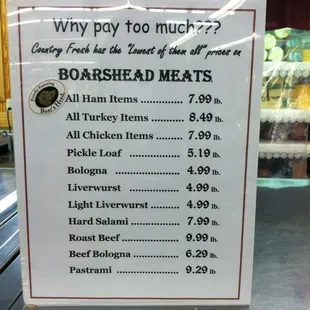 Why pay too much???
Country Fresh has the "Lowest of them all" prices on
BOARSHEAD MEATS
All Ham Items .............. 7.99 lb.
All Turkey Items ........... 8.49 lb.
All Chicken Items ......... 7.99 lb.
Pickle Loaf ................ 5.19 lb.
Bologna ................... 4.99 lb.
Liverwurst ................ 4.99 lb.
Light Liverwurst ......... 4.99 lb.
Hard Salami .............. 7.99 lb.
Roast Beef ................ 9.99 lb.
Beef Bologna ............. 6.29 lb.
Pastrami .................. 9.29 lb.
Boar's Head